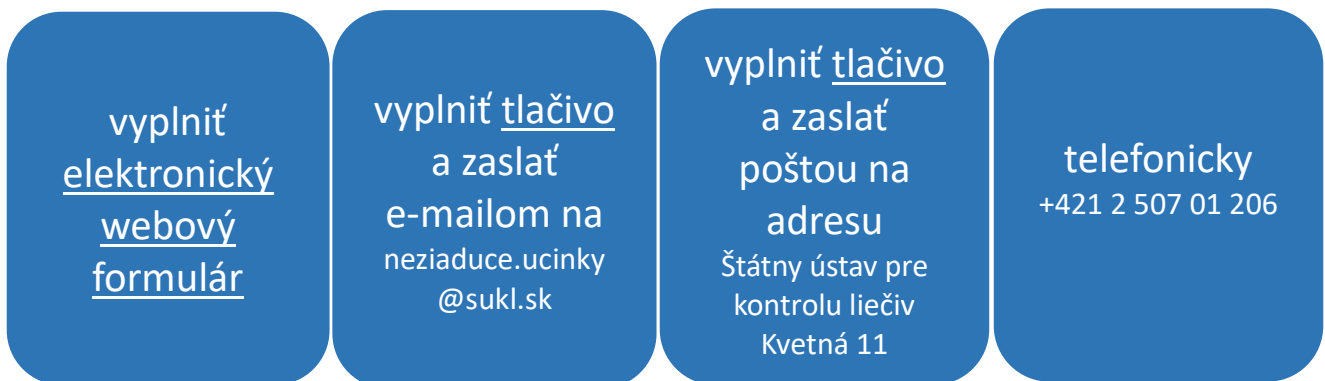 vyplniť
elektronický
webový
formulár
vyplniť tlačivo
a zaslať
e-mailom na
neziaduce.ucinky
@sukl.sk
vyplniť tlačivo
a zaslať
poštou na
adresu
Štátny ústav pre
kontrolu liečiv
Kvetná 11
telefonicky
+421 2 507 01 206